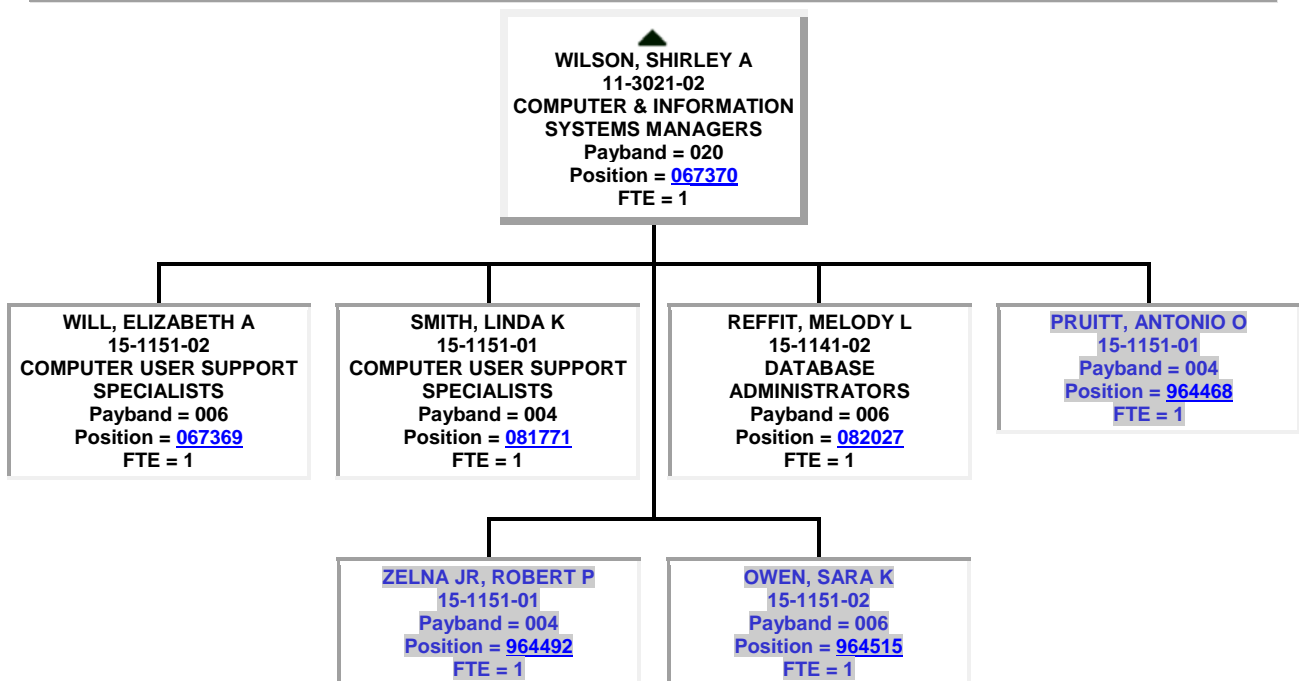 WILSON, SHIRLEY A
11-3021-02
COMPUTER & INFORMATION
SYSTEMS MANAGERS
Payband = 020
Position = 067370
FTE = 1
WILL, ELIZABETH A
15-1151-02
COMPUTER USER SUPPORT
SPECIALISTS
Payband = 006
Position = 067369
FTE = 1
SMITH, LINDA K
15-1151-01
COMPUTER USER SUPPORT
SPECIALISTS
Payband = 004
Position = 081771
FTE = 1
REFFIT, MELODY L
15-1141-02
DATABASE
ADMINISTRATORS
Payband = 006
Position = 082027
FTE = 1
PRUITT, ANTONIO O
15-1151-01
Payband = 004
Position = 964468
FTE = 1
ZELNA JR, ROBERT P
15-1151-01
Payband = 004
Position = 964492
FTE = 1
OWEN, SARA K
15-1151-02
Payband = 006
Position = 964515
FTE = 1